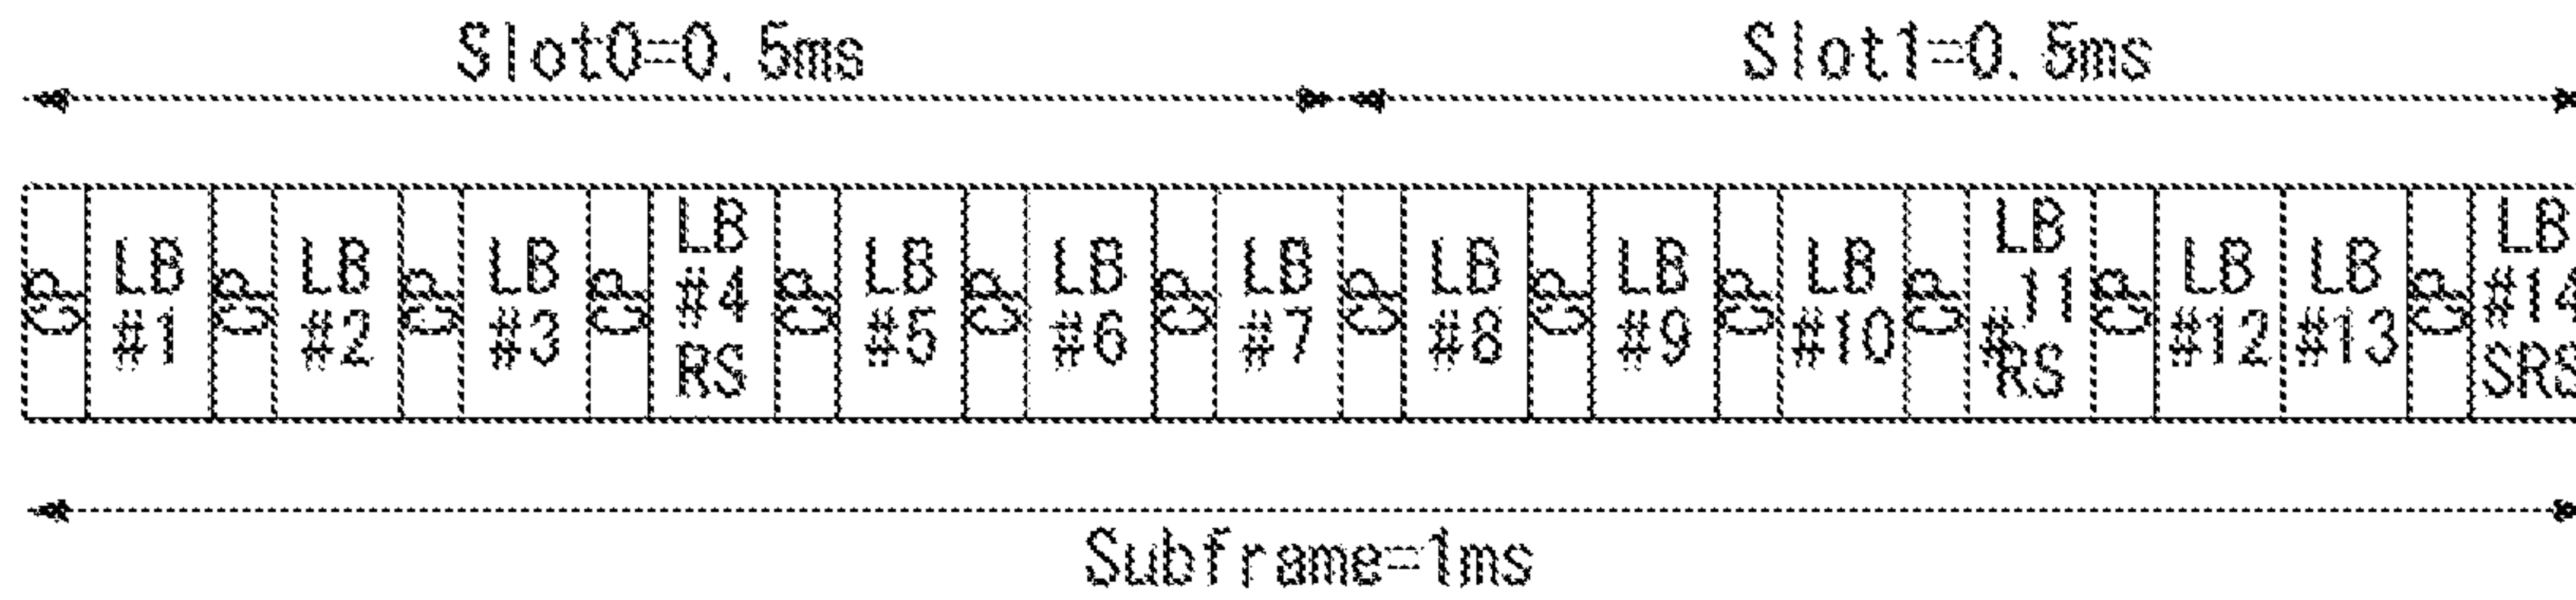 Slot0=0.5ms
Slot1=0.5ms
CP
LB
#1
CP
LB
#2
CP
LB
#3
CP
LB
#4
RS
CP
LB
#5
CP
LB
#6
CP
LB
#7
CP
LB
#8
CP
LB
#9
CP
LB
#10
CP
LB
#11
RS
CP
LB
#12
LB
#13
CP
LB
#14
SRS
Subframe=1ms